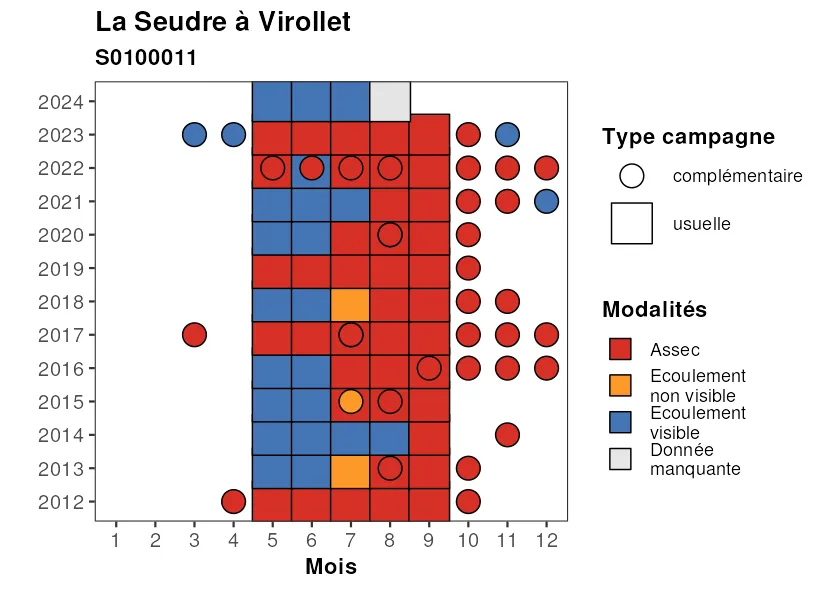 La Seudre à Virollet
S0100011
2024
2023
2022
2021
2020
2019
2018
2017
2016
2015
2014
2013
2012
1 2 3 4 5 6 7 8 9 10 11 12
Mois
Type campagne
complémentaire
usuelle
Modalités
Assec
Ecoulement
non visible
Ecoulement
visible
Donnée
manquante